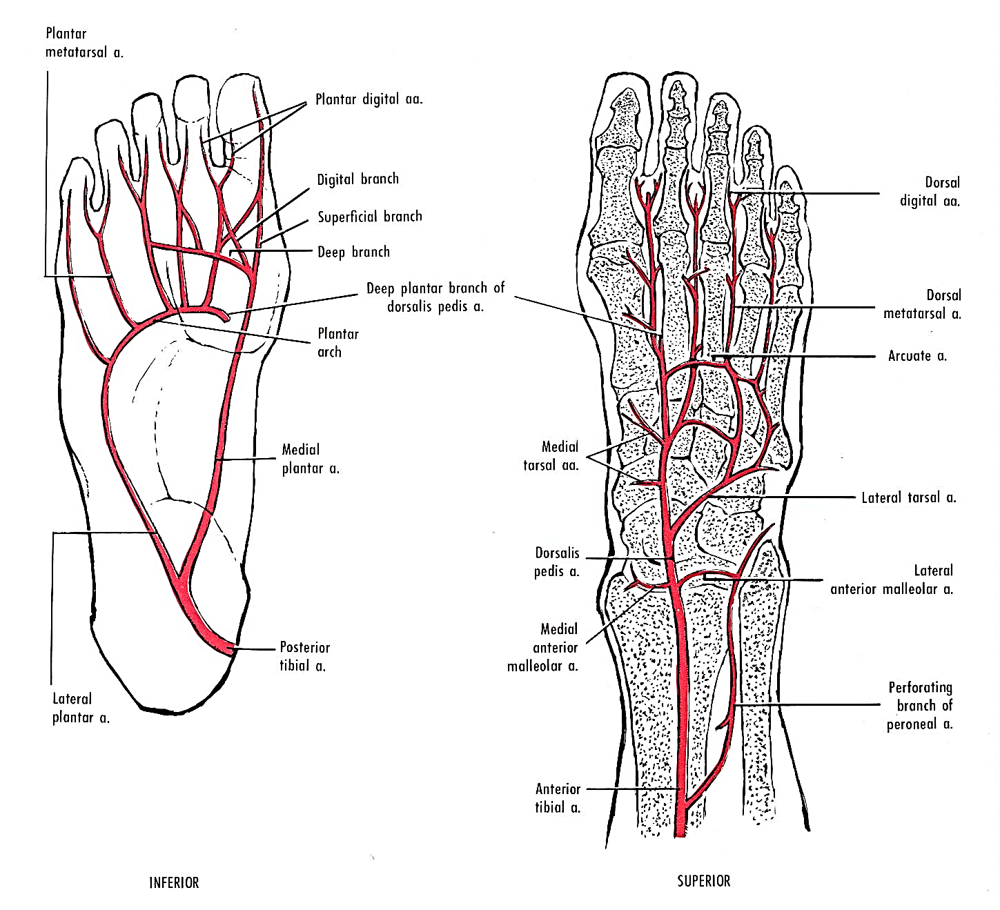 Plantar
metatarsal a.
Plantar digital aa.
Digital branch
Superficial branch
Deep branch
Deep plantar branch of
dorsalis pedis a.
Plantar
arch
Medial
plantar a.
Posterior
tibial a.
Lateral
plantar a.
INFERIOR
Dorsal
digital aa.
Dorsal
metatarsal a.
Arcuate a.
Medial
tarsal aa.
Lateral tarsal a.
Dorsalis
pedis a.
Lateral
anterior malleolar a.
Medial
anterior
malleolar a.
Perforating
branch of
peroneal a.
Anterior
tibial a.
SUPERIOR